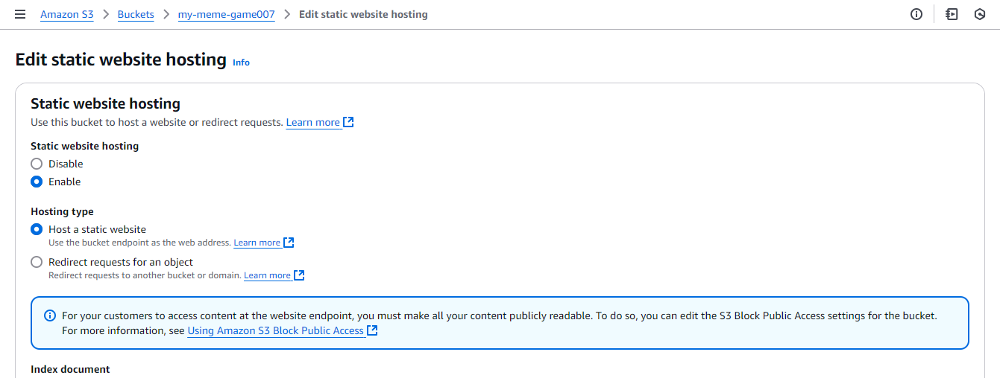 Amazon S3 > Buckets > my-meme-game007 > Edit static website hosting
Edit static website hosting Info
Static website hosting
Use this bucket to host a website or redirect requests. Learn more
Static website hosting
Disable
Enable
Hosting type
Host a static website
Use the bucket endpoint as the web address. Learn more
Redirect requests for an object
Redirect requests to another bucket or domain. Learn more
For your customers to access content at the website endpoint, you must make all your content publicly readable. To do so, you can edit the S3 Block Public Access settings for the bucket.
For more information, see Using Amazon S3 Block Public Access
Index document